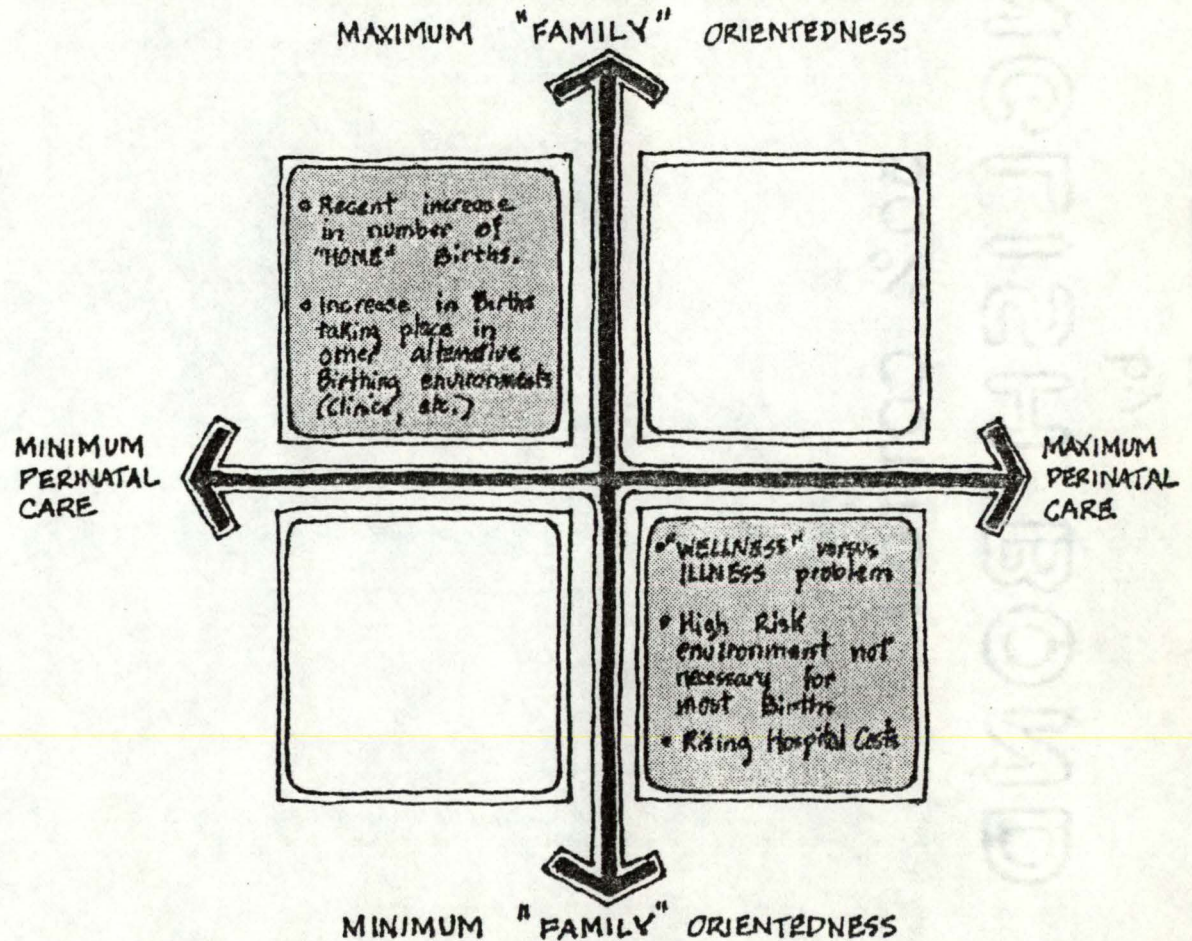 MAXIMUM "FAMILY" ORIENTEDNESS
• Recent increase
in number of
"HOME" Births.
• Increase in Births
taking place in
other alternative
Birthing environments
(Clinics, etc.)
MINIMUM
PERINATAL
CARE
MAXIMUM
PERINATAL
CARE
• "WELLNESS" versus
ILLNESS problem
• High Risk
environment not
necessary for
most Births
• Rising Hospital Costs
MINIMUM "FAMILY" ORIENTEDNESS